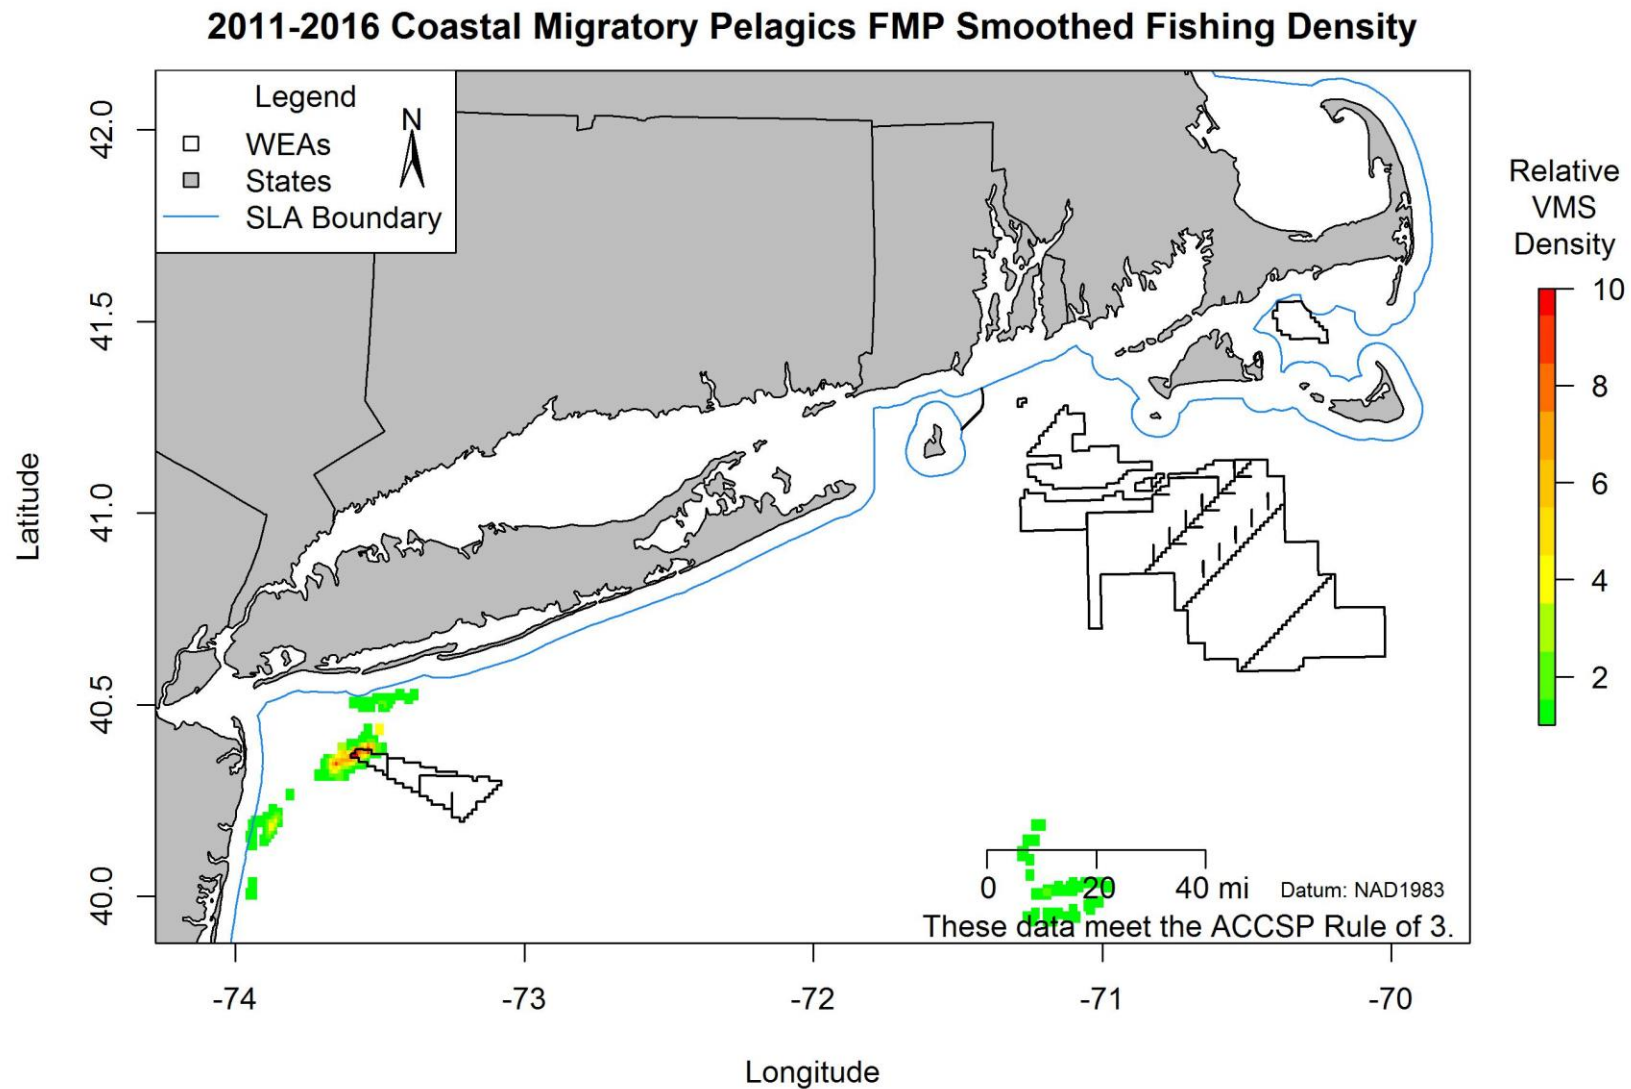 2011-2016 Coastal Migratory Pelagics FMP Smoothed Fishing Density
Legend
N
WEAs
States
SLA Boundary
Relative
VMS
Density
10
8
6
4
2
Latitude
42.0
41.5
41.0
40.5
40.0
0 20 40 mi Datum: NAD1983
These data meet the ACCSP Rule of 3.
-74 -73 -72 -71 -70
Longitude